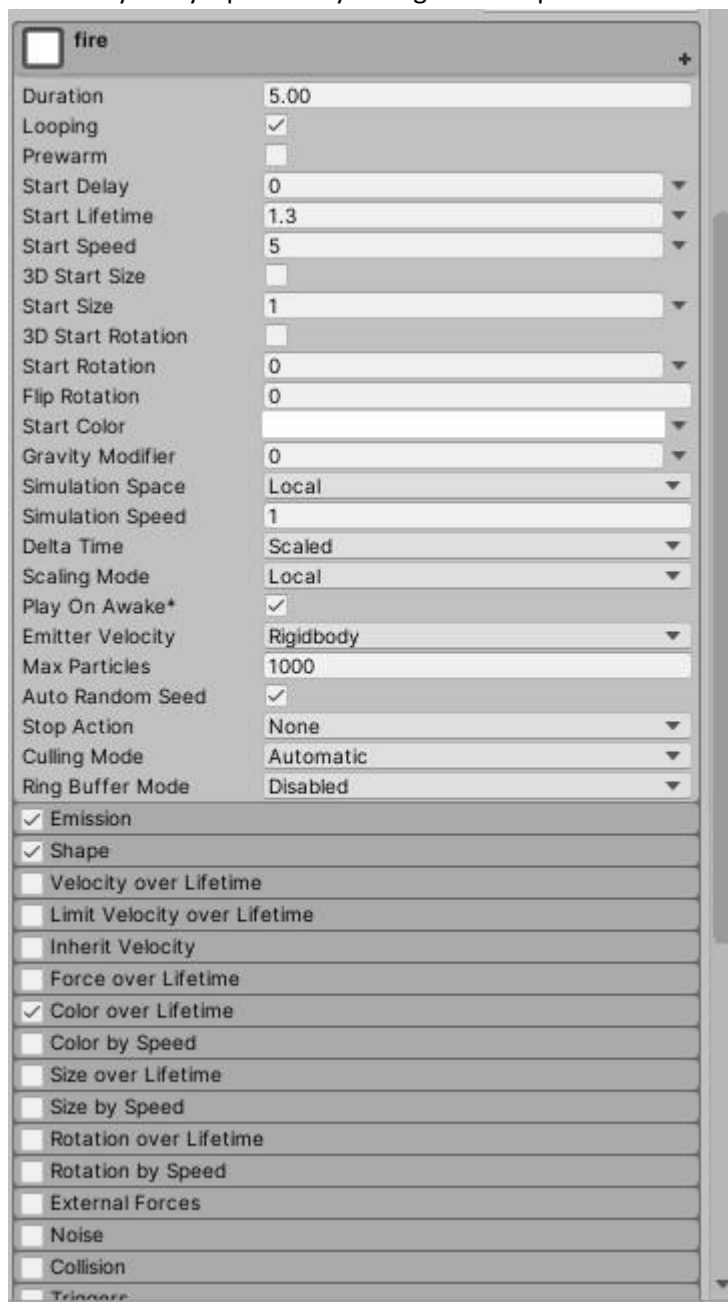 fire
+
Duration 5.00
Looping
Prewarm
Start Delay 0
Start Lifetime 1.3
Start Speed 5
3D Start Size
Start Size 1
3D Start Rotation
Start Rotation 0
Flip Rotation 0
Start Color
Gravity Modifier 0
Simulation Space Local
Simulation Speed 1
Delta Time Scaled
Scaling Mode Local
Play On Awake*
Emitter Velocity Rigidbody
Max Particles 1000
Auto Random Seed
Stop Action None
Culling Mode Automatic
Ring Buffer Mode Disabled
Emission
Shape
Velocity over Lifetime
Limit Velocity over Lifetime
Inherit Velocity
Force over Lifetime
Color over Lifetime
Color by Speed
Size over Lifetime
Size by Speed
Rotation over Lifetime
Rotation by Speed
External Forces
Noise
Collision
Triggers